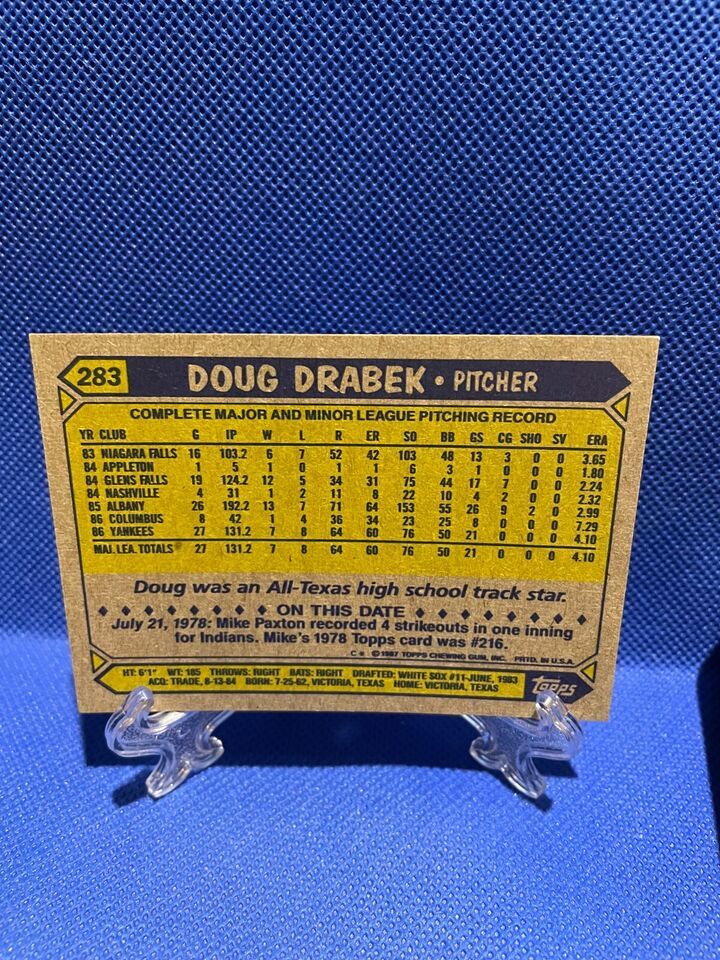 283 DOUG DRABEK • PITCHER
COMPLETE MAJOR AND MINOR LEAGUE PITCHING RECORD
YR CLUB G IP W L R ER SO BB GS CG SHO SV ERA
83 NIAGARA FALLS 16 103.2 6 7 52 42 103 48 13 3 0 0 3.65
84 APPLETON 1 5 1 0 1 1 6 3 1 0 0 0 1.80
84 GLENS FALLS 19 124.2 12 5 34 31 75 44 17 7 0 0 2.24
84 NASHVILLE 4 31 1 2 11 8 22 10 4 2 0 0 2.32
85 ALBANY 26 192.2 13 7 71 64 153 55 26 9 2 0 2.99
86 COLUMBUS 8 42 1 4 36 34 23 25 8 0 0 0 7.29
86 YANKEES 27 131.2 7 8 64 60 76 50 21 0 0 0 4.10
MAJ. LEA. TOTALS 27 131.2 7 8 64 60 76 50 21 0 0 0 4.10
Doug was an All-Texas high school track star.
♦ ♦ ♦ ♦ ♦ ♦ ♦ ♦ ON THIS DATE ♦ ♦ ♦ ♦ ♦ ♦ ♦ ♦
July 21, 1978: Mike Paxton recorded 4 strikeouts in one inning
for Indians. Mike's 1978 Topps card was #216.
© 1987 TOPPS CHEWING GUM, INC. PRTD. IN U.S.A.
HT: 6'1" WT: 185 THROWS: RIGHT BATS: RIGHT DRAFTED: WHITE SOX #11-JUNE, 1983
ACQ: TRADE, 8-13-84 BORN: 7-25-62, VICTORIA, TEXAS HOME: VICTORIA, TEXAS
Topps